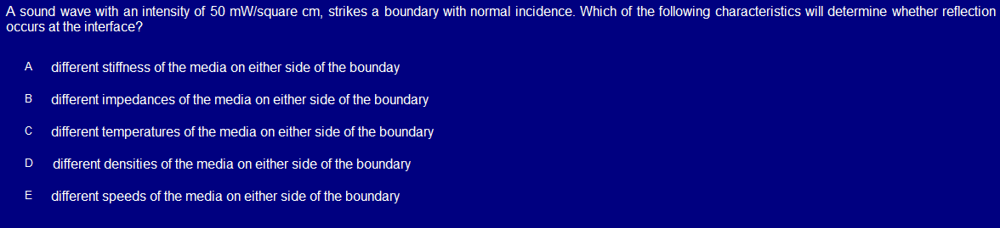 A sound wave with an intensity of 50 mW/square cm, strikes a boundary with normal incidence. Which of the following characteristics will determine whether reflection
occurs at the interface?
A different stiffness of the media on either side of the bounday
B different impedances of the media on either side of the boundary
C different temperatures of the media on either side of the boundary
D different densities of the media on either side of the boundary
E different speeds of the media on either side of the boundary